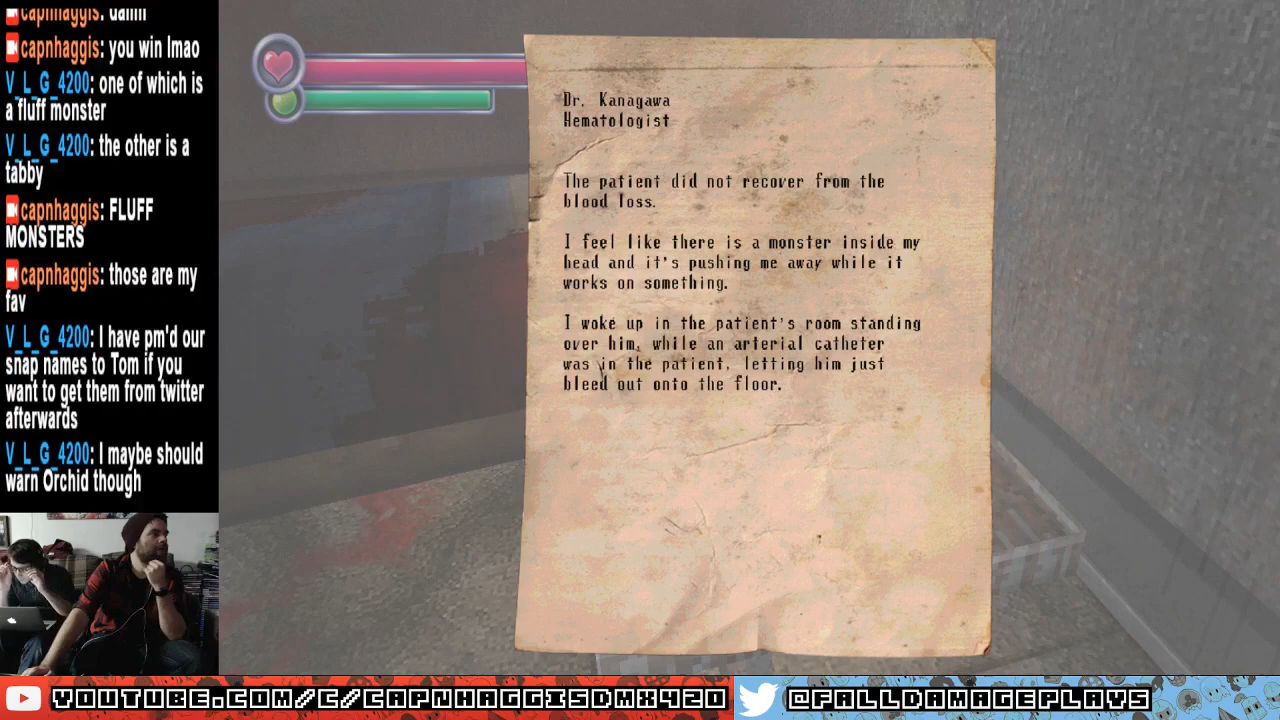 capnhaggis: damn
capnhaggis: you win lmao
V_L_G_4200: one of which is
a fluff monster
V_L_G_4200: the other is a
tabby
capnhaggis: FLUFF
MONSTERS
capnhaggis: those are my
fav
V_L_G_4200: I have pm'd our
snap names to Tom if you
want to get them from twitter
afterwards
V_L_G_4200: I maybe should
warn Orchid though
Dr. Kanagawa
Hematologist
The patient did not recover from the
blood loss.
I feel like there is a monster inside my
head and it's pushing me away while it
works on something.
I woke up in the patient's room standing
over him, while an arterial catheter
was in the patient, letting him just
bleed out onto the floor.
YOUTUBE.COM/C/CAPNHAGGISDMX420
@FALLDAMAGEPLAYS